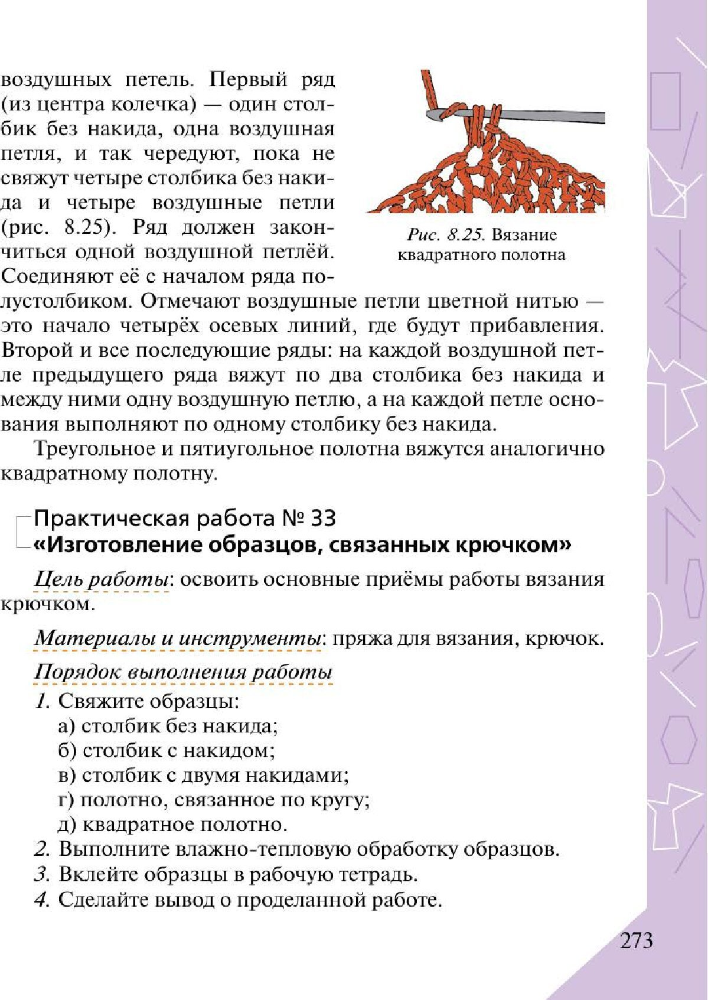 воздушных петель. Первый ряд
(из центра колечка) — один стол-
бик без накида, одна воздушная
петля, и так чередуют, пока не
свяжут четыре столбика без наки-
да и четыре воздушные петли
(рис. 8.25). Ряд должен закон-
читься одной воздушной петлёй.
Соединяют её с началом ряда по-
Рис. 8.25. Вязание
квадратного полотна
лустолбиком. Отмечают воздушные петли цветной нитью —
это начало четырёх осевых линий, где будут прибавления.
Второй и все последующие ряды: на каждой воздушной пет-
ле предыдущего ряда вяжут по два столбика без накида и
между ними одну воздушную петлю, а на каждой петле осно-
вания выполняют по одному столбику без накида.
Треугольное и пятиугольное полотна вяжутся аналогично
квадратному полотну.
Практическая работа № 33
«Изготовление образцов, связанных крючком»
Цель работы: освоить основные приёмы работы вязания
крючком.
Материалы и инструменты: пряжа для вязания, крючок.
Порядок выполнения работы
1. Свяжите образцы:
а) столбик без накида;
б) столбик с накидом;
в) столбик с двумя накидами;
г) полотно, связанное по кругу;
д) квадратное полотно.
2. Выполните влажно-тепловую обработку образцов.
3. Вклейте образцы в рабочую тетрадь.
4. Сделайте вывод о проделанной работе.
273